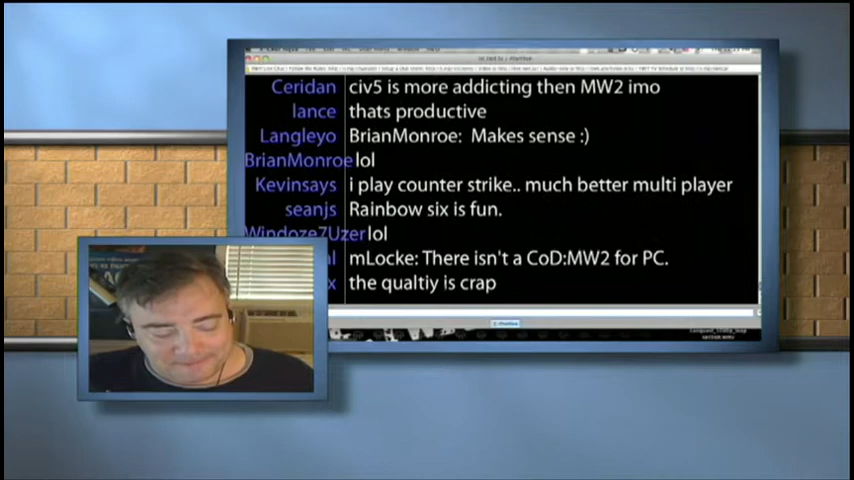 Ceridan civ5 is more addicting then MW2 imo
lance thats productive
Langleyo BrianMonroe: Makes sense :)
BrianMonroe lol
Kevinsays i play counter strike.. much better multi player
seanjs Rainbow six is fun.
Windoze7Uzer lol
mLocke: There isn't a CoD:MW2 for PC.
x the qualtiy is crap